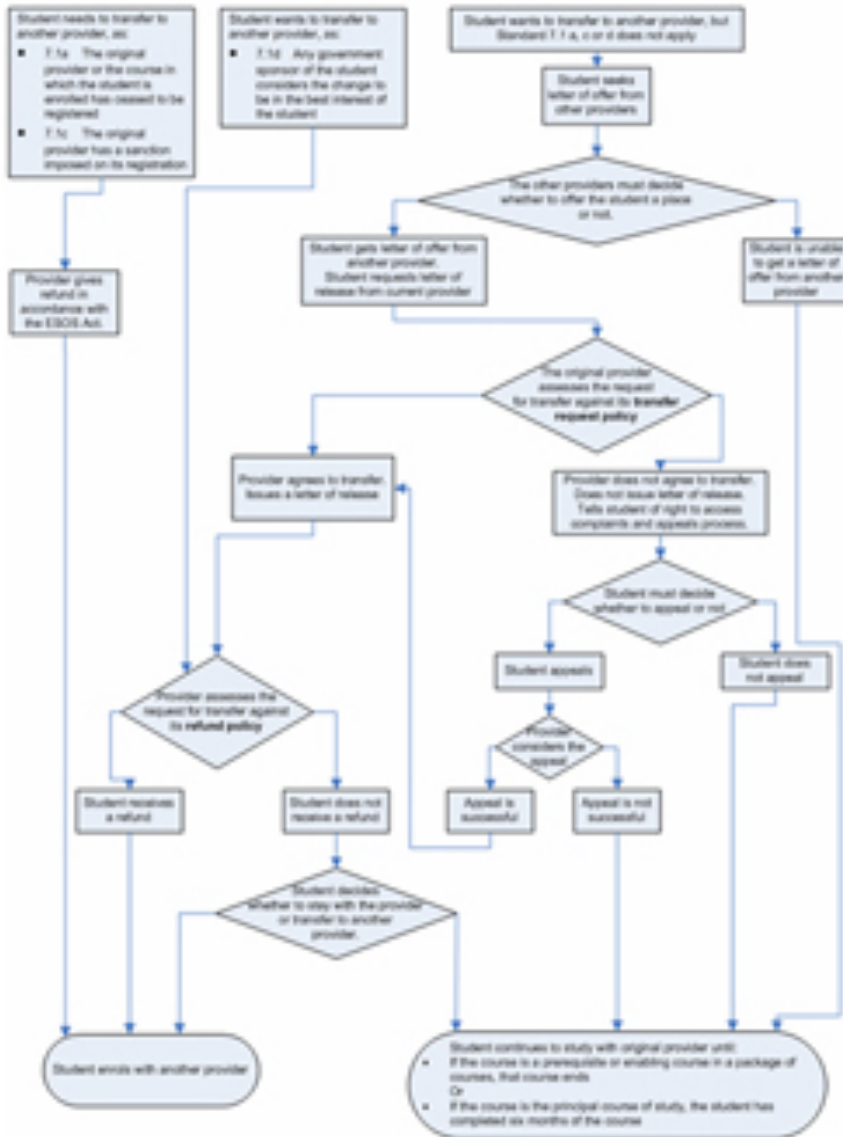 Student needs to transfer to
another provider, as:
▪ 7.1a The original
provider or the course in
which the student is
enrolled has ceased to be
registered
▪ 7.1c The original
provider has a sanction
imposed on its registration
Student wants to transfer to
another provider, as:
▪ 7.1d Any government
sponsor of the student
considers the change to
be in the best interest of
the student
Student wants to transfer to another provider, but
Standard 7.1 a, c or d does not apply
Student seeks
letter of offer from
other providers
The other providers must decide
whether to offer the student a place
or not.
Student gets letter of offer from
another provider.
Student requests letter of
release from current provider
Student is unable
to get a letter of
offer from another
provider
Provider gives
refund in
accordance with
the ESOS Act.
The original provider
assesses the request
for transfer against its transfer
request policy
Provider agrees to transfer.
Issues a letter of release
Provider does not agree to transfer.
Does not issue letter of release.
Tells student of right to access
complaints and appeals process.
Student must decide
whether to appeal or not
Student appeals
Student does
not appeal
Provider assesses the
request for transfer against
its refund policy
Provider
considers the
appeal
Student receives
a refund
Student does not
receive a refund
Appeal is
successful
Appeal is not
successful
Student decides
whether to stay with the provider
or transfer to another
provider.
Student enrols with another provider
Student continues to study with original provider until:
• If the course is a prerequisite or enabling course in a package of
courses, that course ends
Or
• If the course is the principal course of study, the student has
completed six months of the course